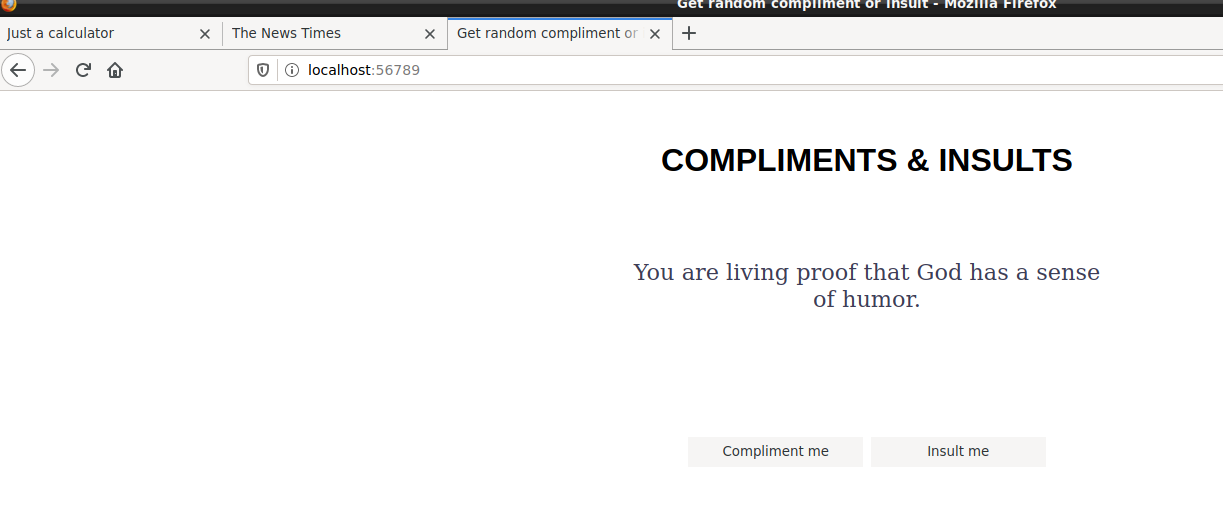 Get random compliment or insult - Mozilla Firefox
Just a calculator
The News Times
Get random compliment or
localhost:56789
COMPLIMENTS & INSULTS
You are living proof that God has a sense
of humor.
Compliment me
Insult me